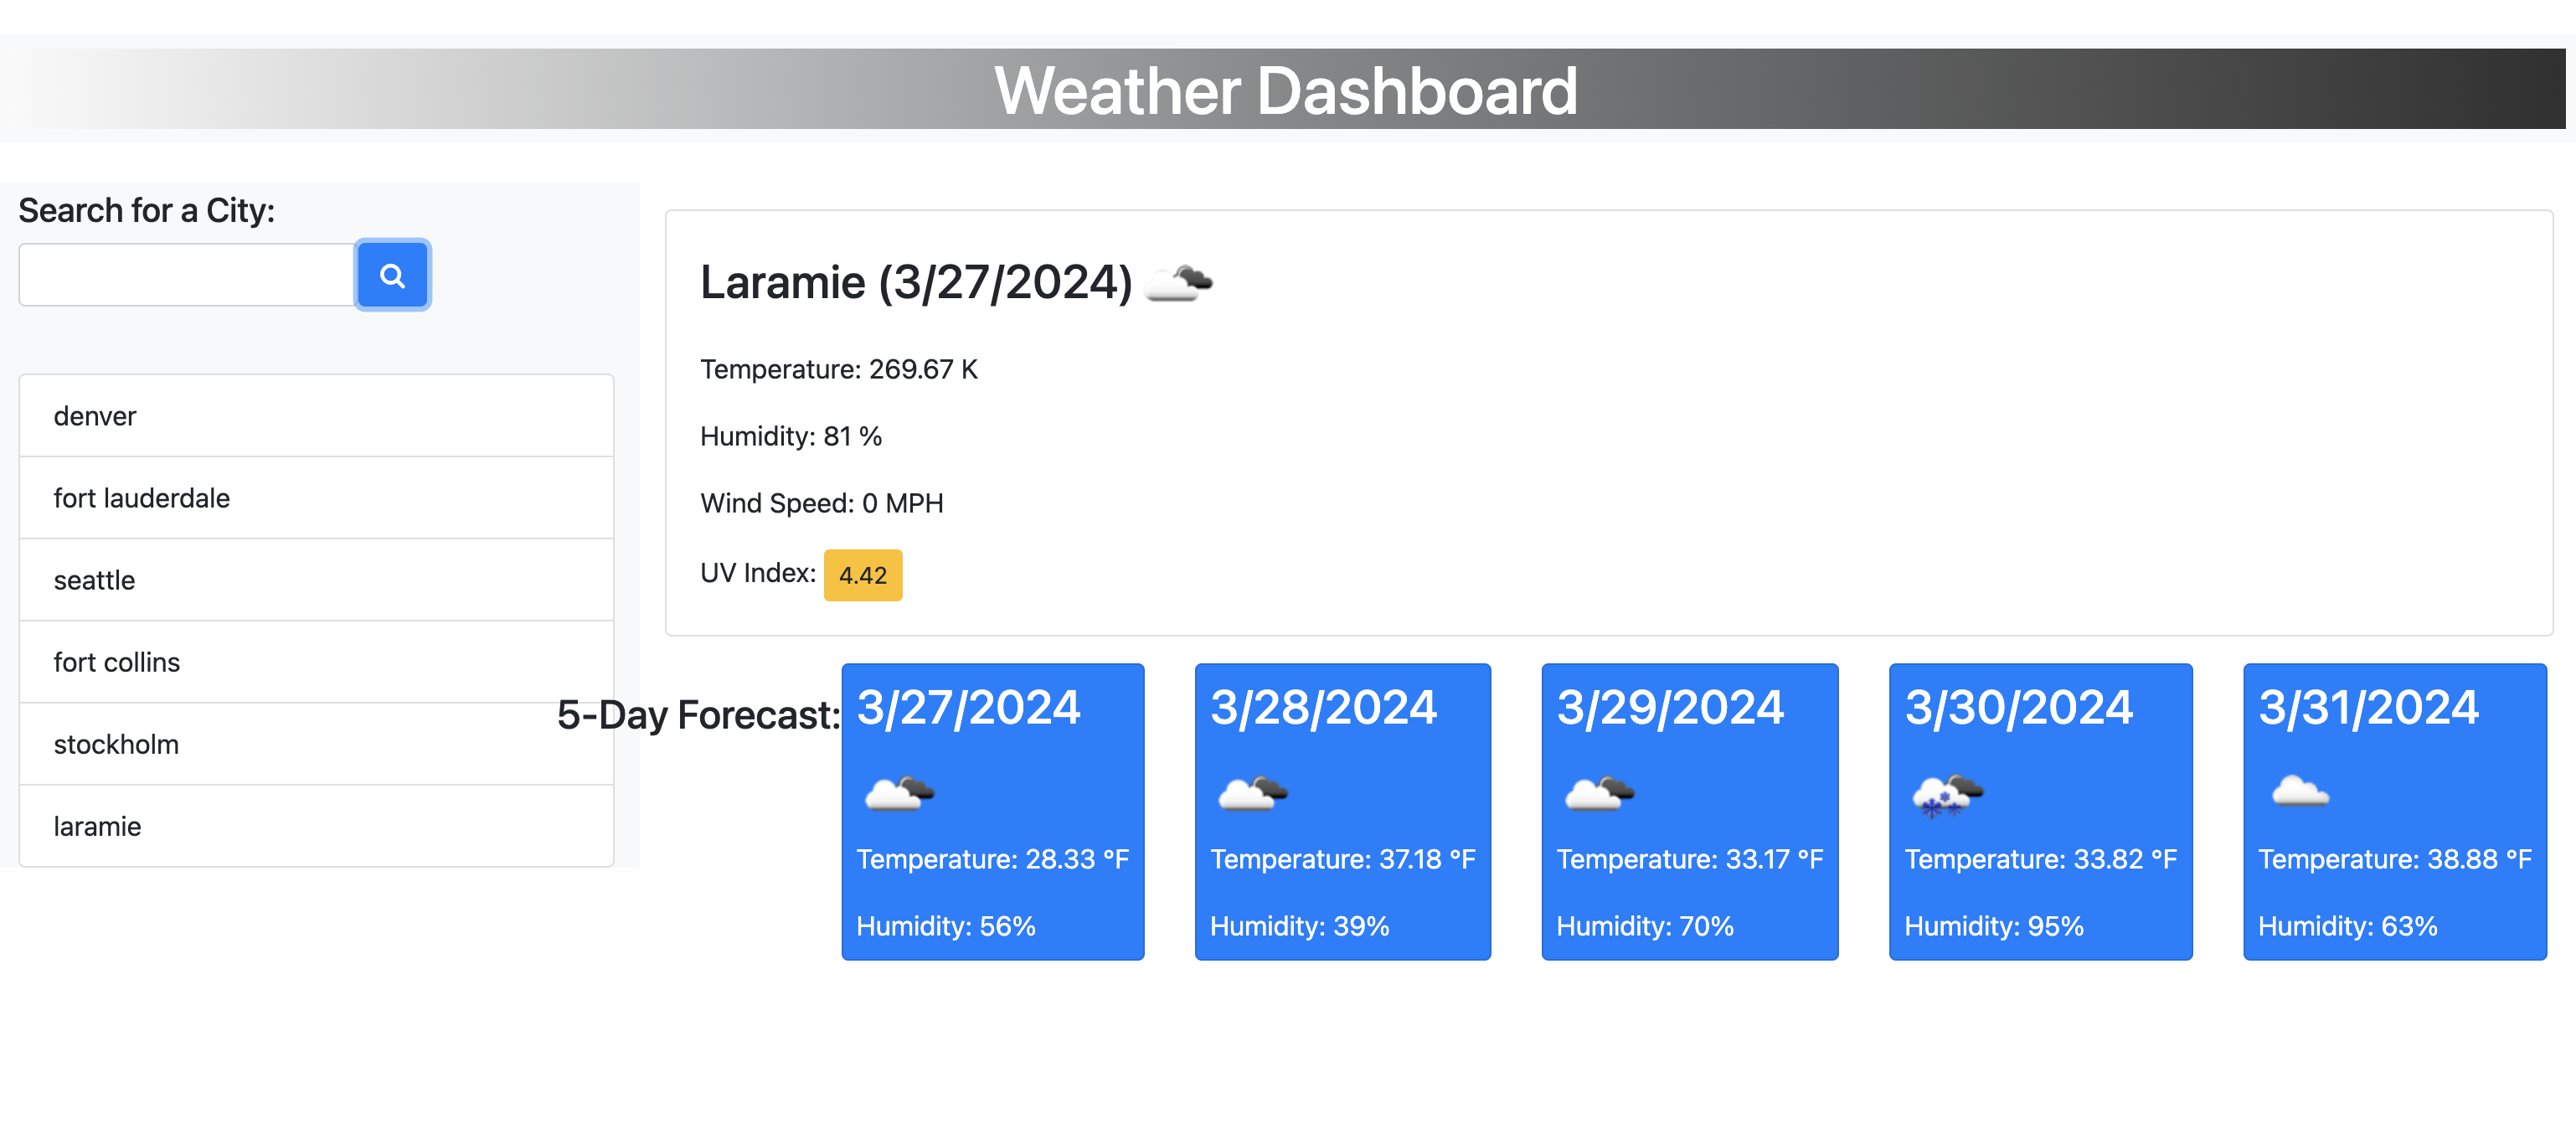 Weather Dashboard
Search for a City:
denver
fort lauderdale
seattle
fort collins
stockholm
laramie
Laramie (3/27/2024)
Temperature: 269.67 K
Humidity: 81 %
Wind Speed: 0 MPH
UV Index: 4.42
5-Day Forecast:
3/27/2024
Temperature: 28.33 °F
Humidity: 56%
3/28/2024
Temperature: 37.18 °F
Humidity: 39%
3/29/2024
Temperature: 33.17 °F
Humidity: 70%
3/30/2024
Temperature: 33.82 °F
Humidity: 95%
3/31/2024
Temperature: 38.88 °F
Humidity: 63%